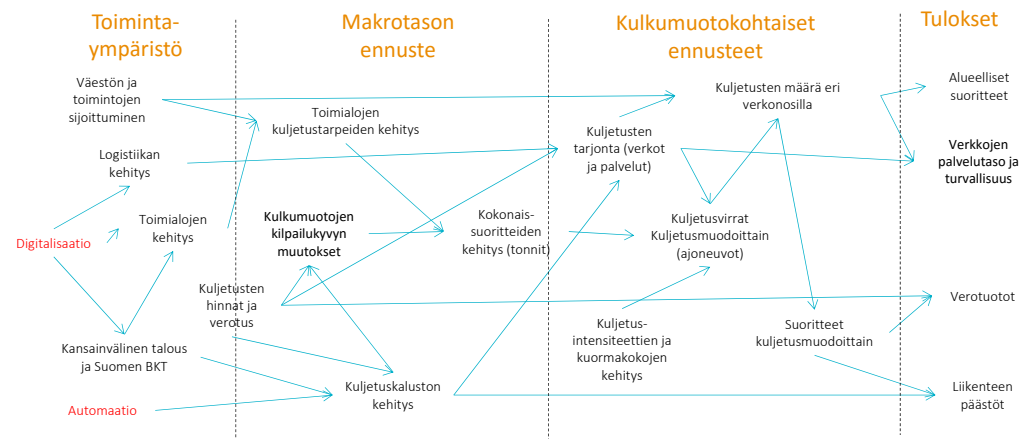 Toiminta-
ympäristö
Väestön ja
toimintojen
sijoittuminen
Logistiikan
kehitys
Digitalisaatio
Toimialojen
kehitys
Kansainvälinen talous
ja Suomen BKT
Automaatio
Makrotason
ennuste
Toimialojen
kuljetustarpeiden kehitys
Kulkumuotojen
kilpailukyvyn
muutokset
Kokonais-
suoritteiden
kehitys (tonnit)
Kuljetusten
hinnat ja
verotus
Kuljetuskaluston
kehitys
Kulkumuotokohtaiset
ennusteet
Kuljetusten määrä eri
verkonosilla
Kuljetusten
tarjonta (verkot
ja palvelut)
Kuljetusvirrat
Kuljetusmuodoittain
(ajoneuvot)
Kuljetus-
intensiteettien ja
kuormakokojen
kehitys
Suoritteet
kuljetusmuodoittain
Tulokset
Alueelliset
suoritteet
Verkkojen
palvelutaso ja
turvallisuus
Verotuotot
Liikenteen
päästöt